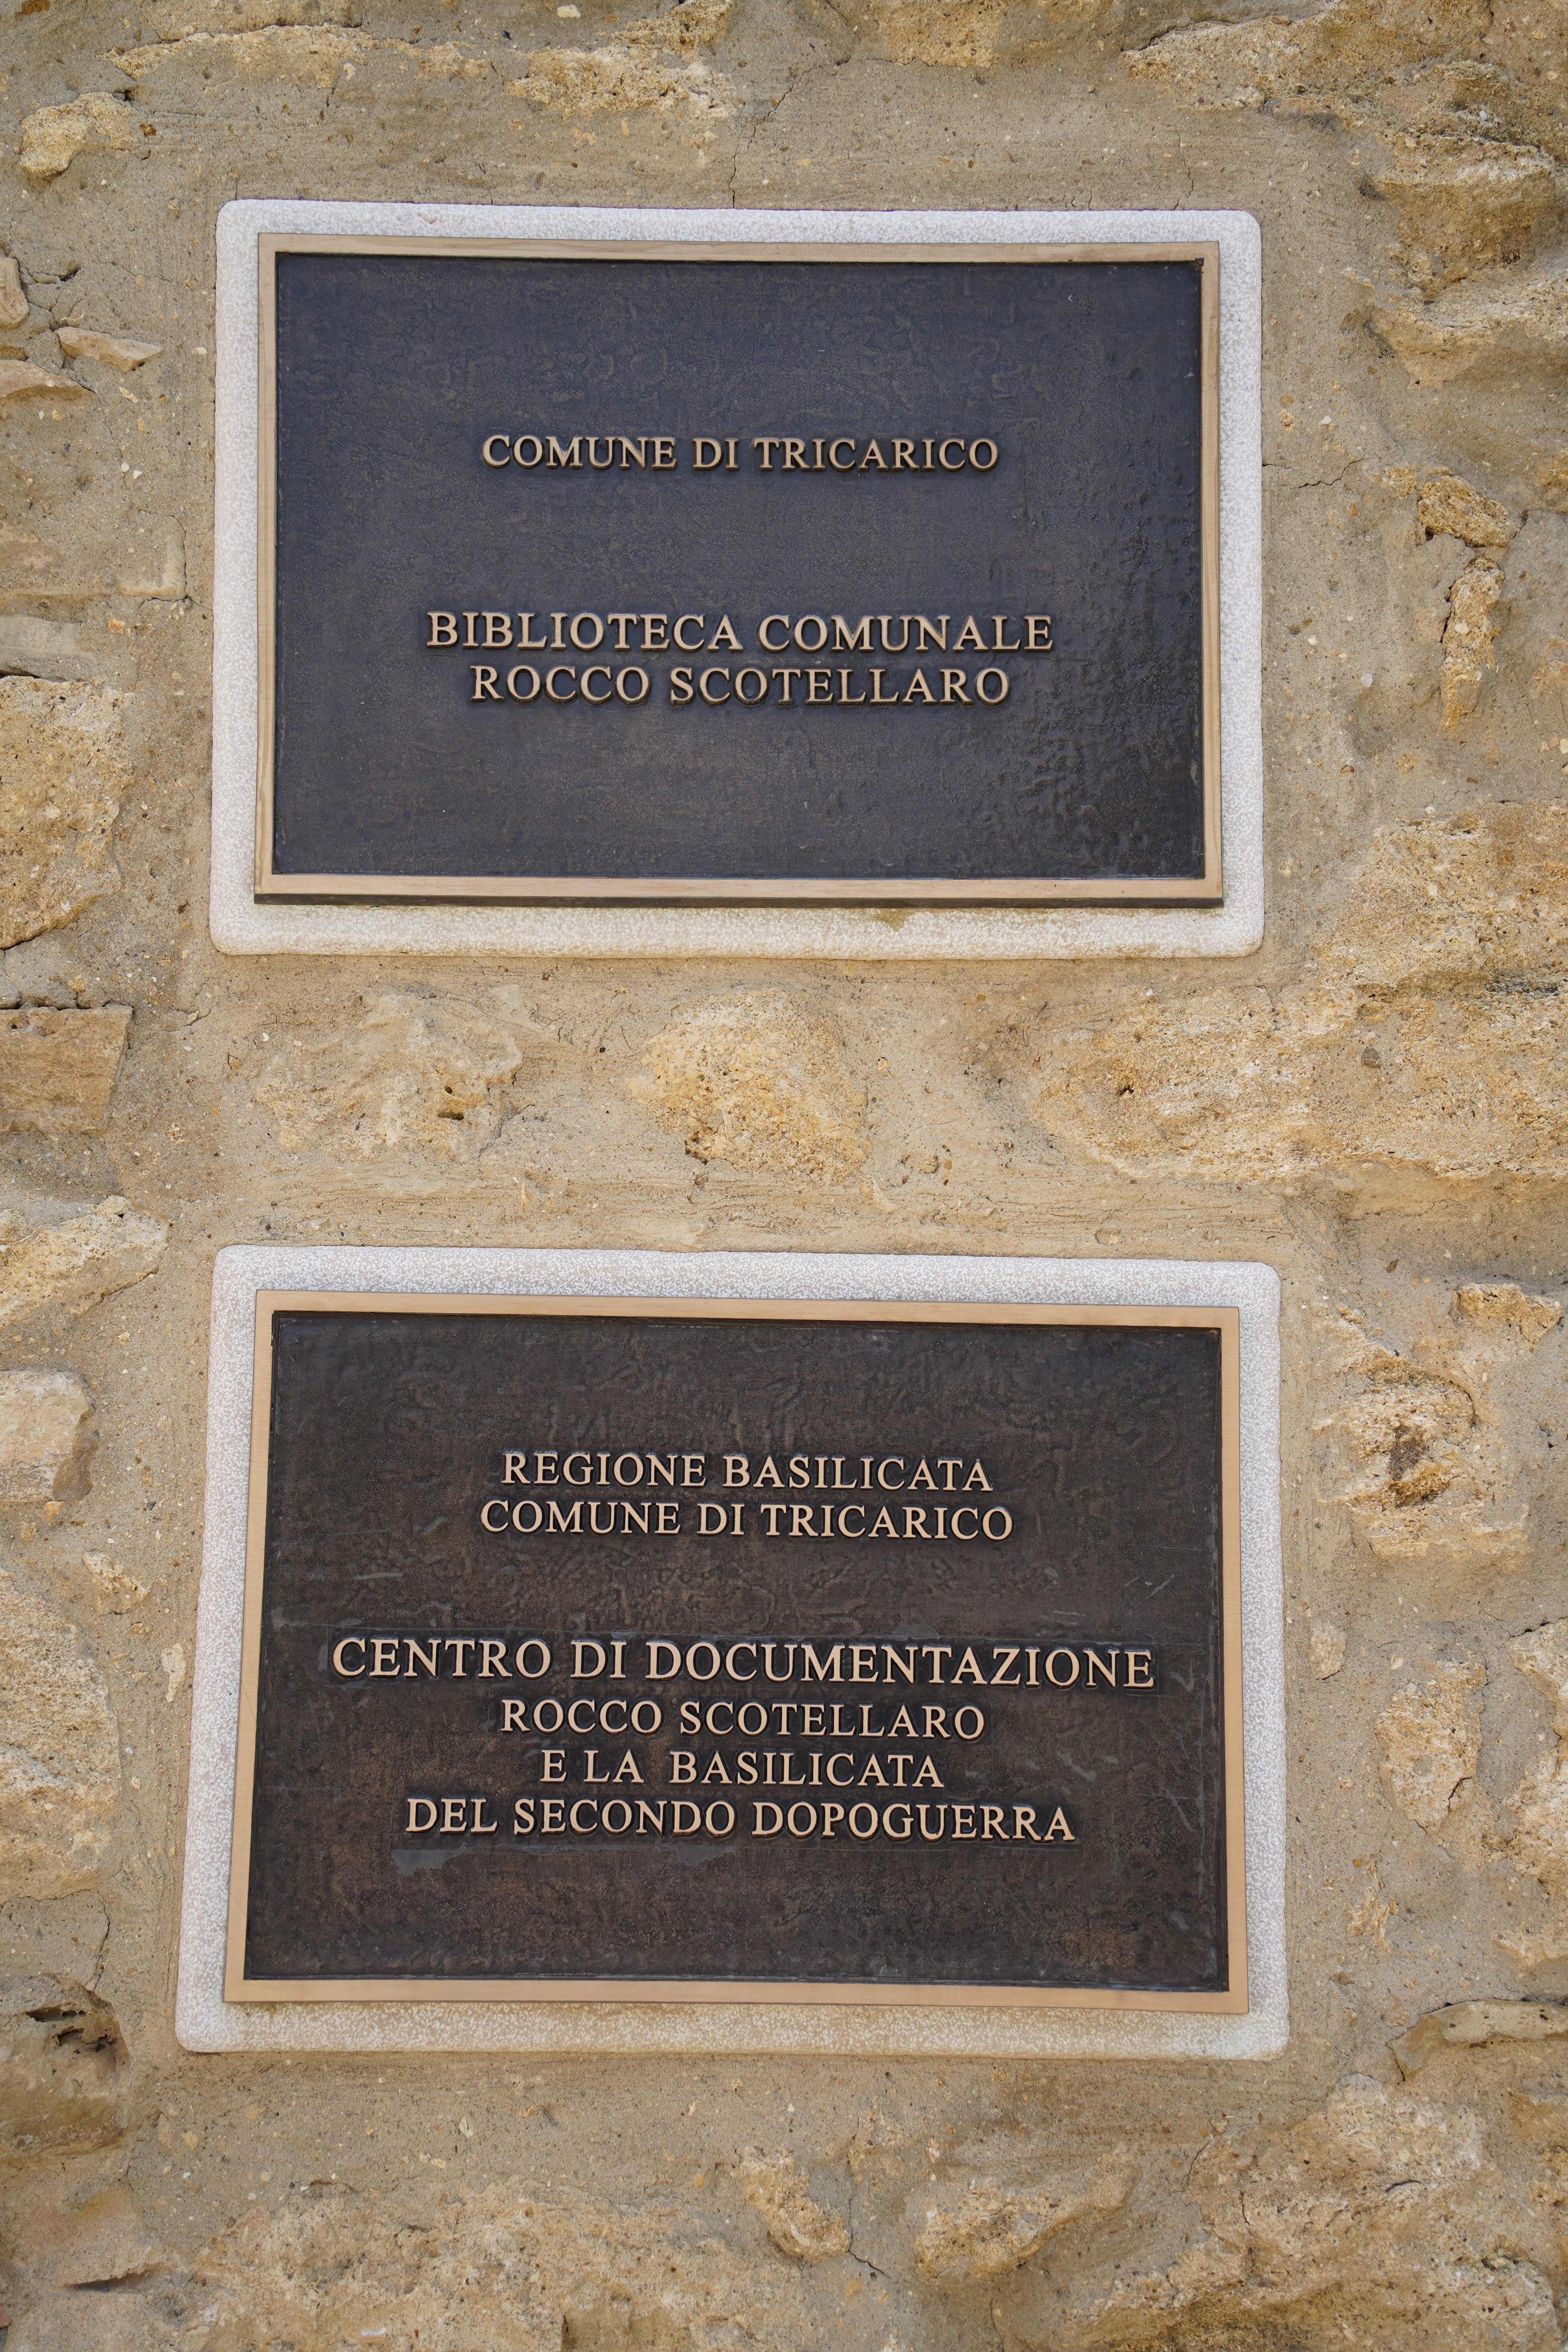 COMUNE DI TRICARICO
BIBLIOTECA COMUNALE
ROCCO SCOTELLARO
REGIONE BASILICATA
COMUNE DI TRICARICO
CENTRO DI DOCUMENTAZIONE
ROCCO SCOTELLARO
E LA BASILICATA
DEL SECONDO DOPOGUERRA